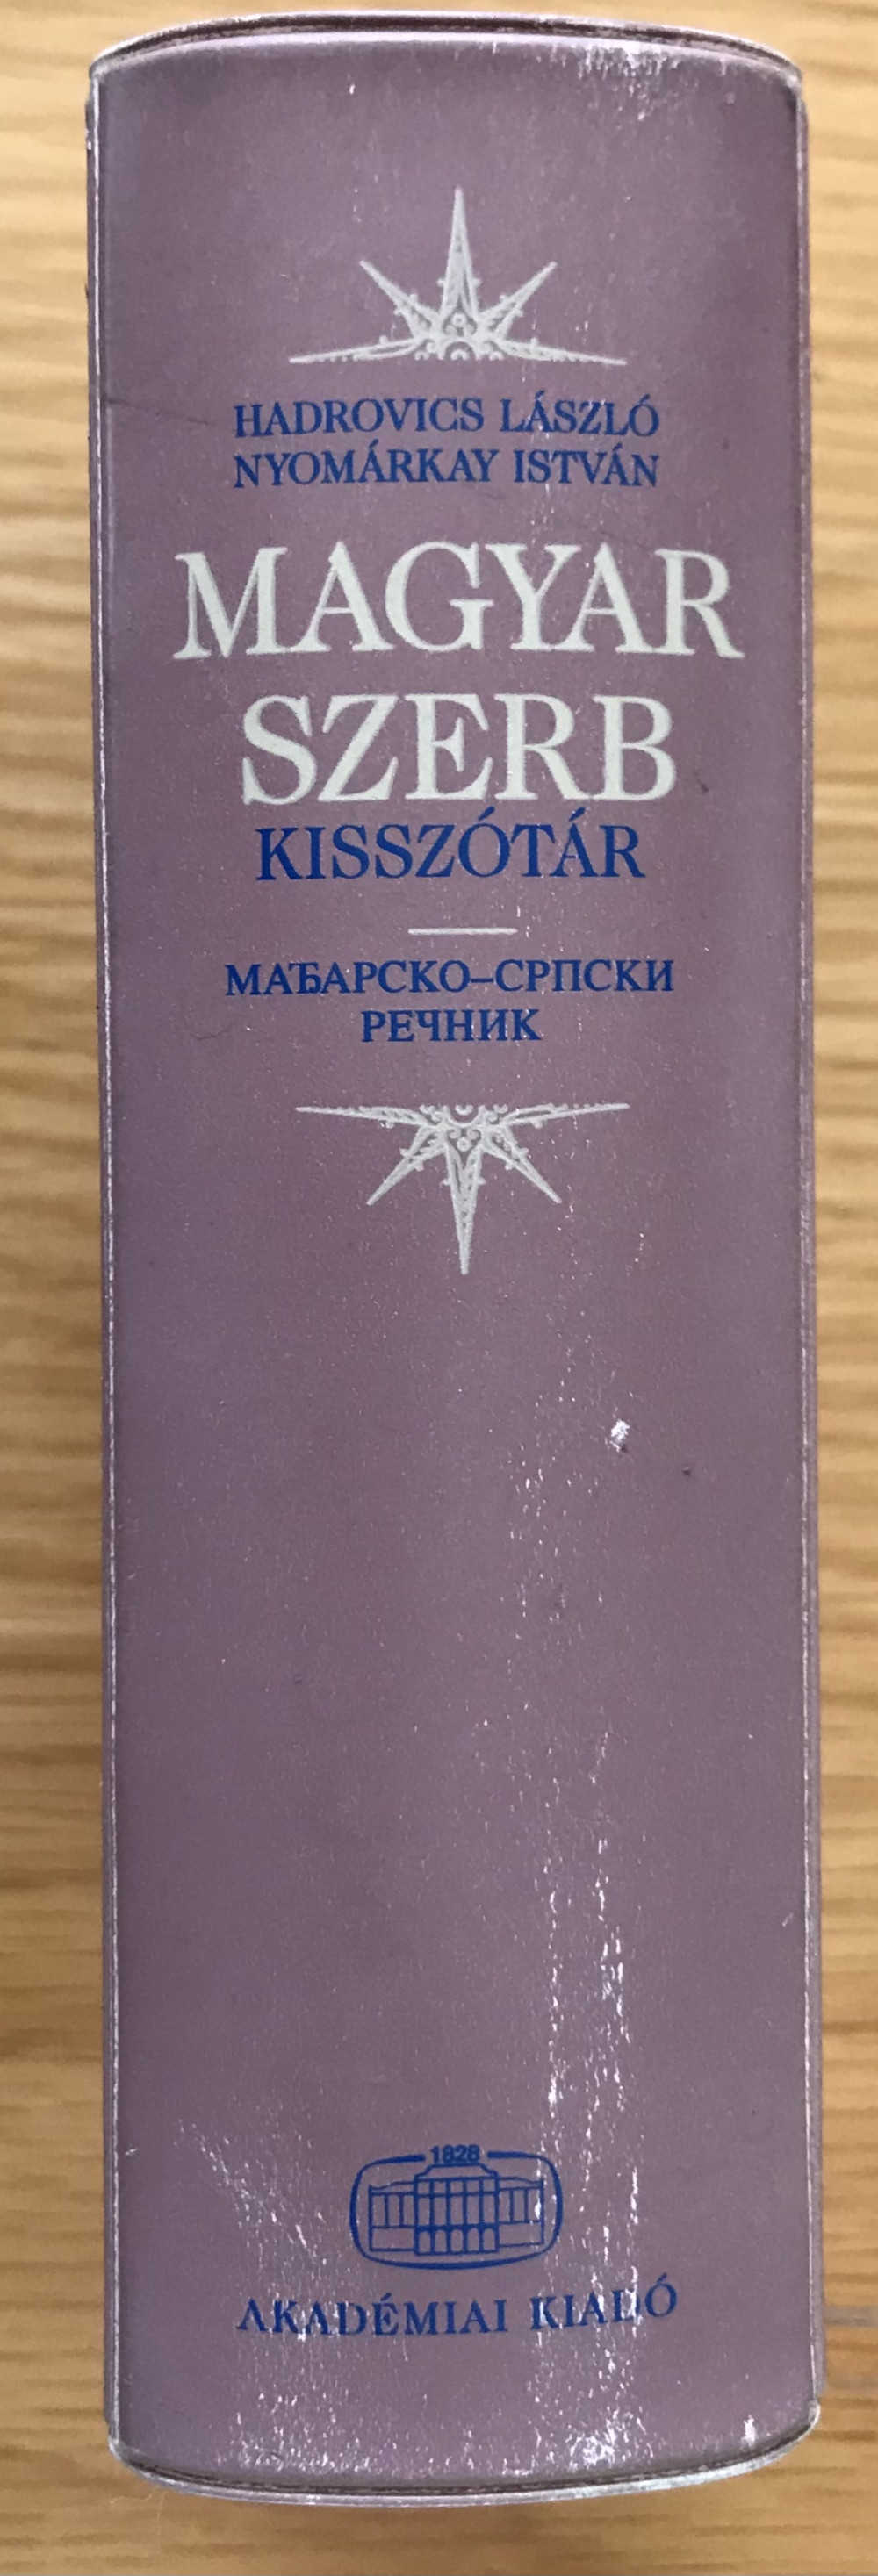 HADROVICS LÁSZLÓ
NYOMÁRKAY ISTVÁN
MAGYAR
SZERB
KISSZÓTÁR
МАЂАРСКО–СРПСКИ
РЕЧНИК
1828
AKADÉMIAI KIADÓ